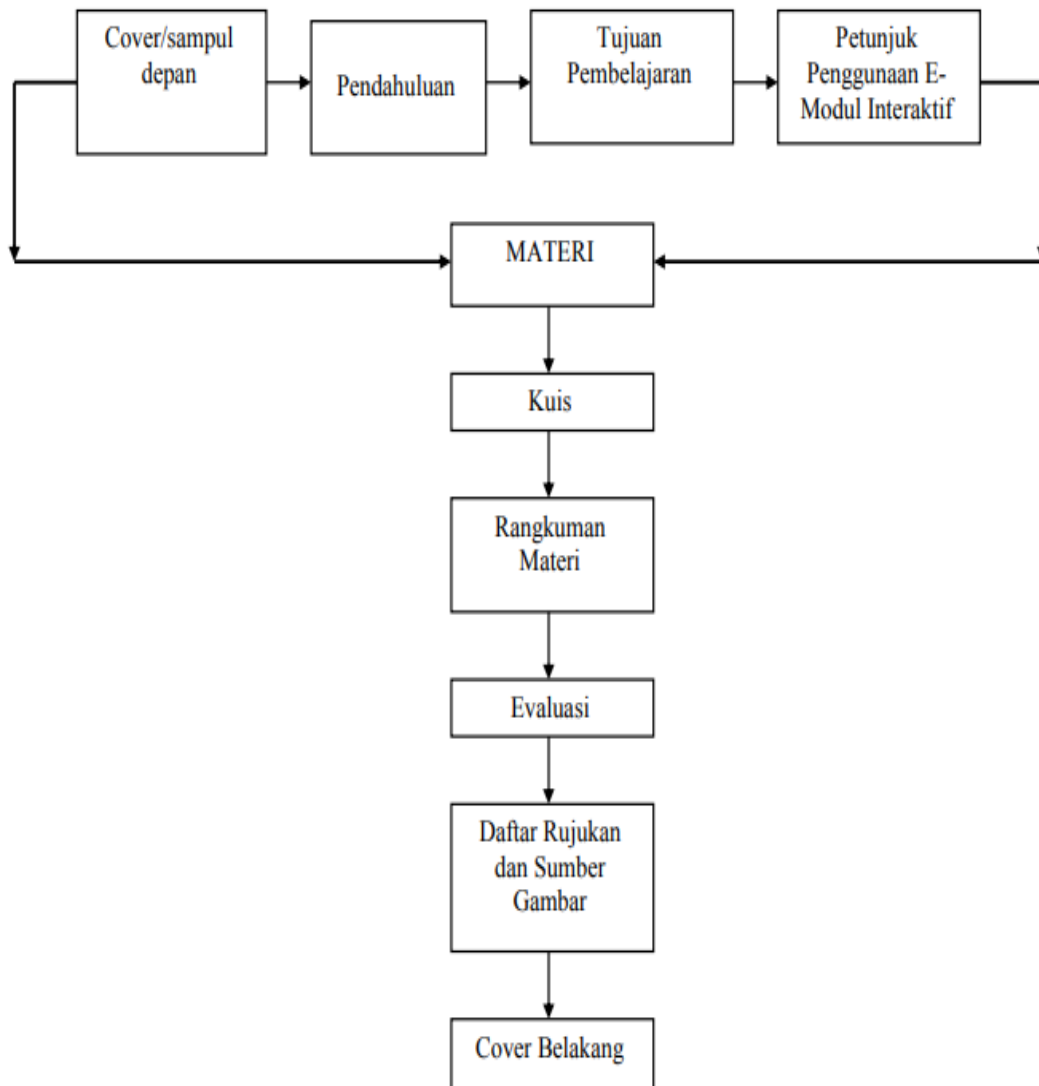 Cover/sampul
depan
Pendahuluan
Tujuan
Pembelajaran
Petunjuk
Penggunaan E-
Modul Interaktif
MATERI
Kuis
Rangkuman
Materi
Evaluasi
Daftar Rujukan
dan Sumber
Gambar
Cover Belakang